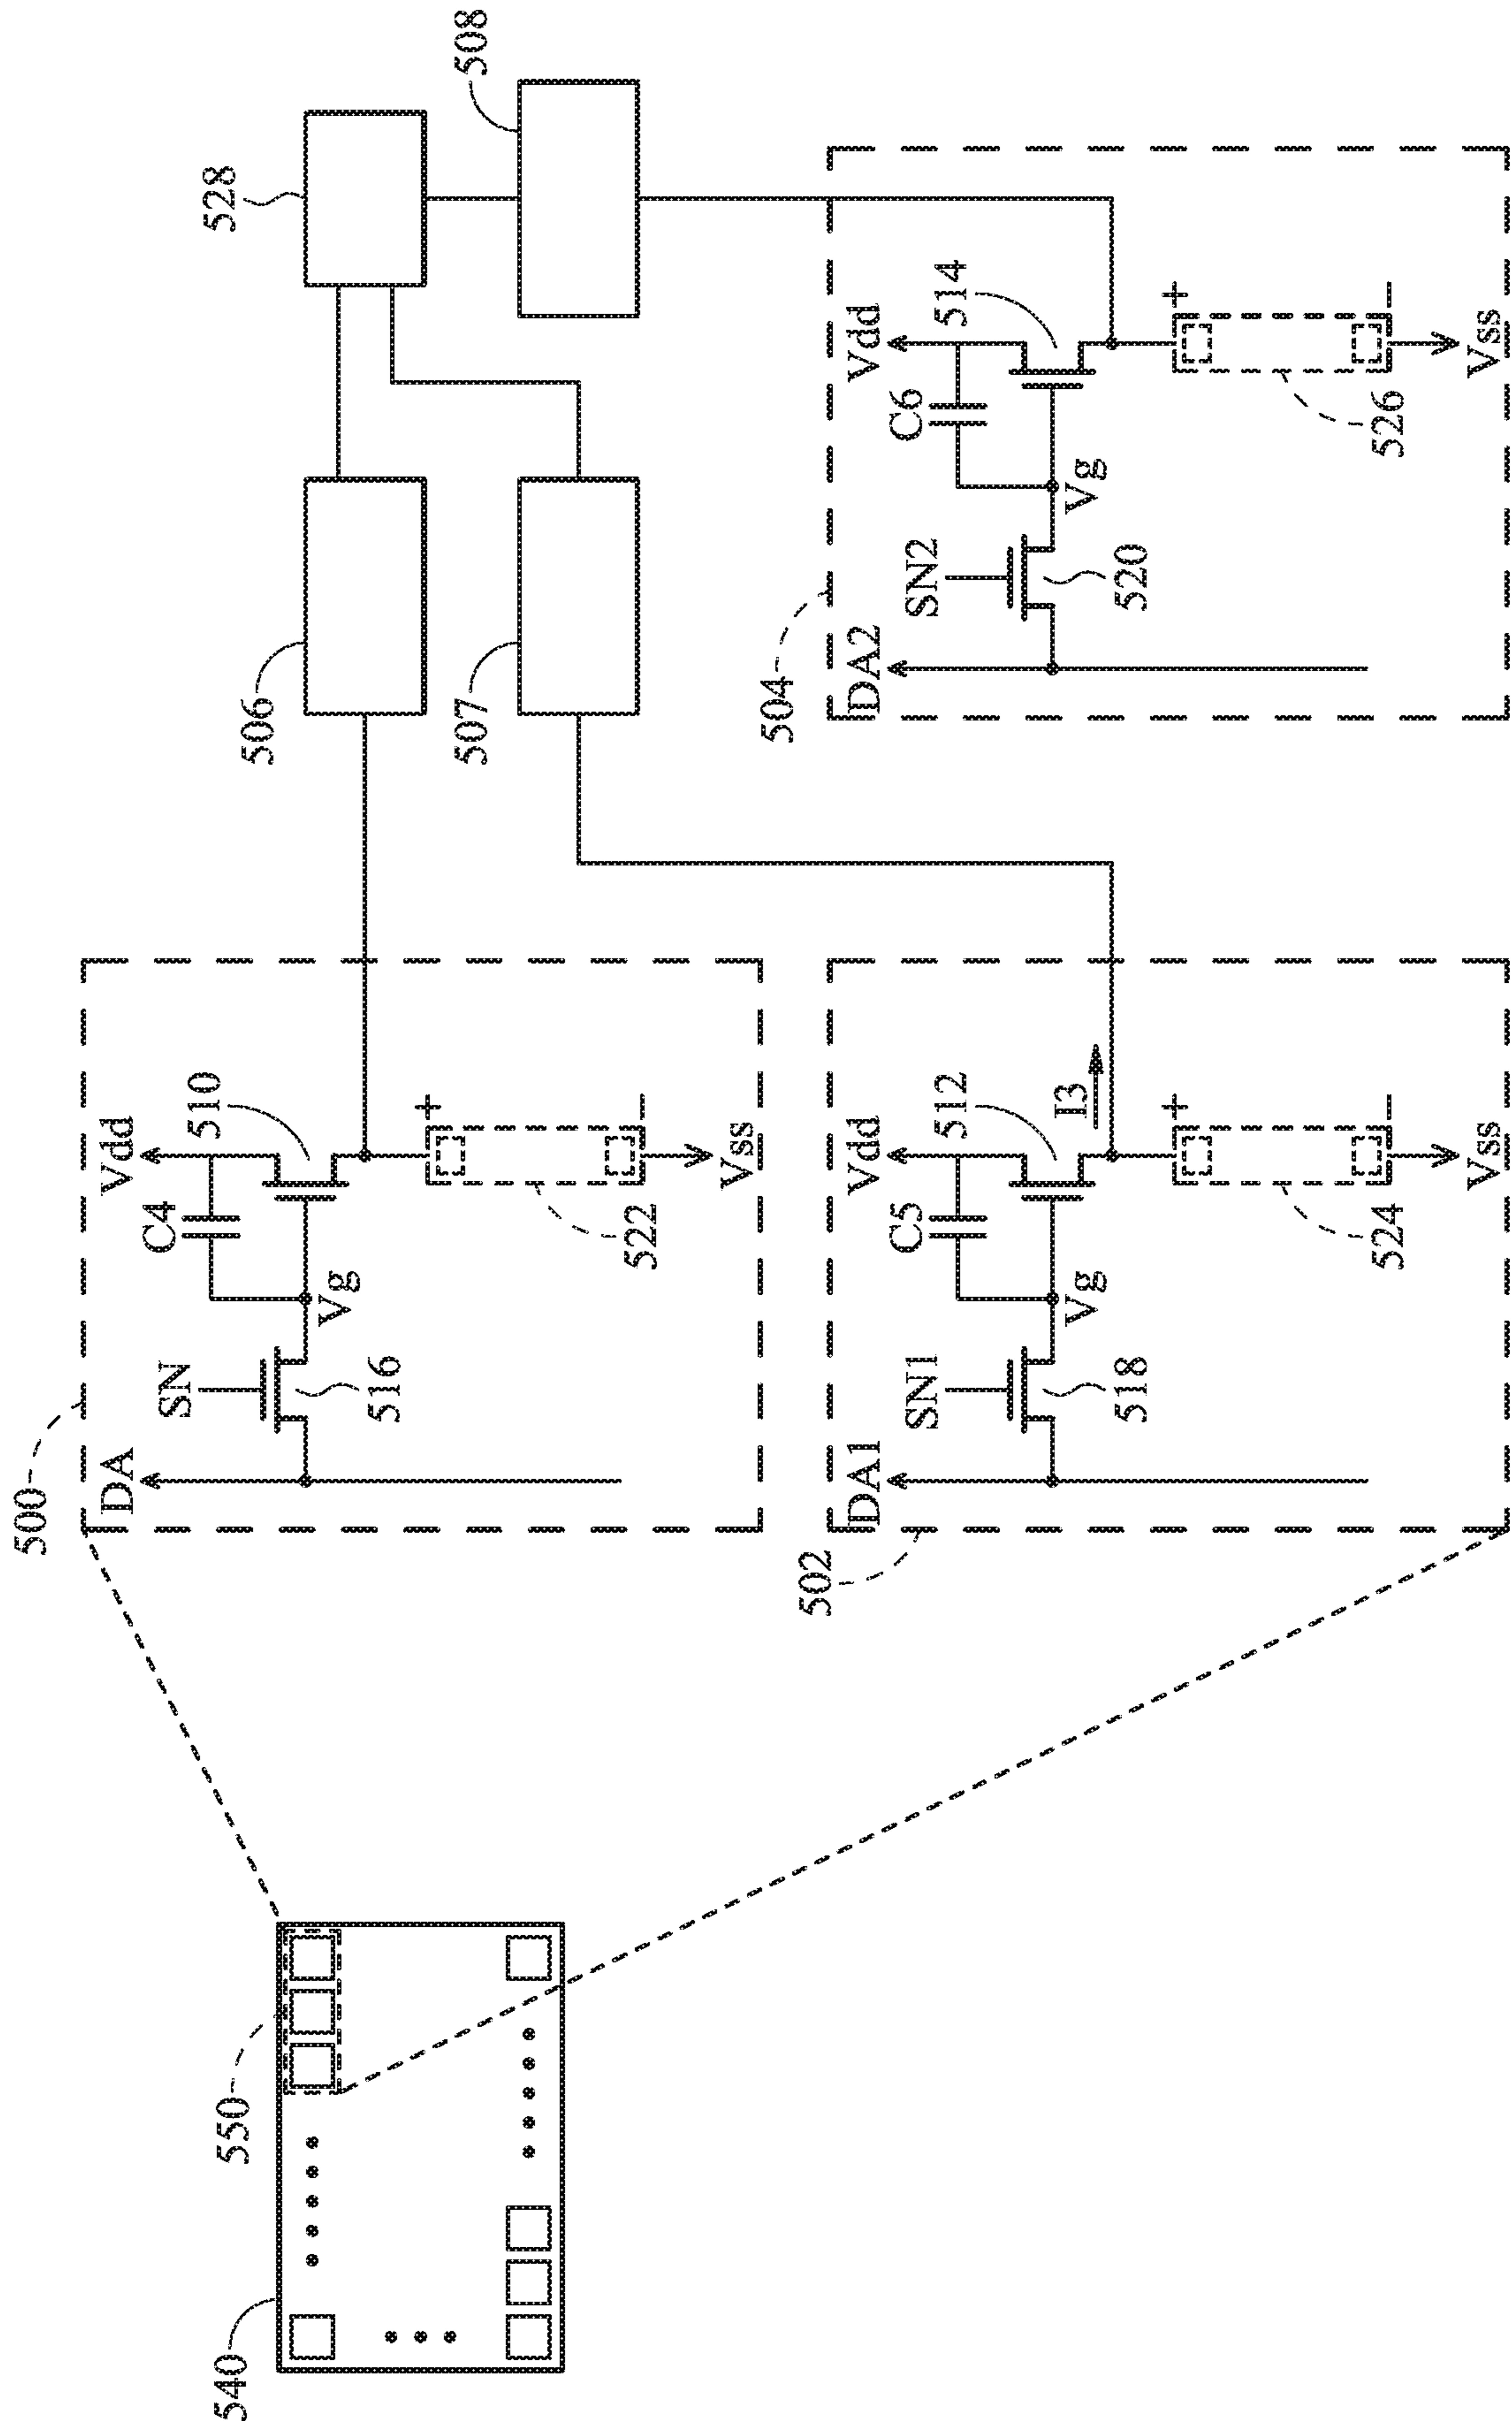 540
550
500
DA
SN
516
Vg
C4
Vdd
510
+
522
−
Vss
502
DA1
SN1
518
Vg
C5
Vdd
512
I3
+
524
−
Vss
506
507
528
508
504
DA2
SN2
520
Vg
C6
Vdd
514
+
526
−
Vss